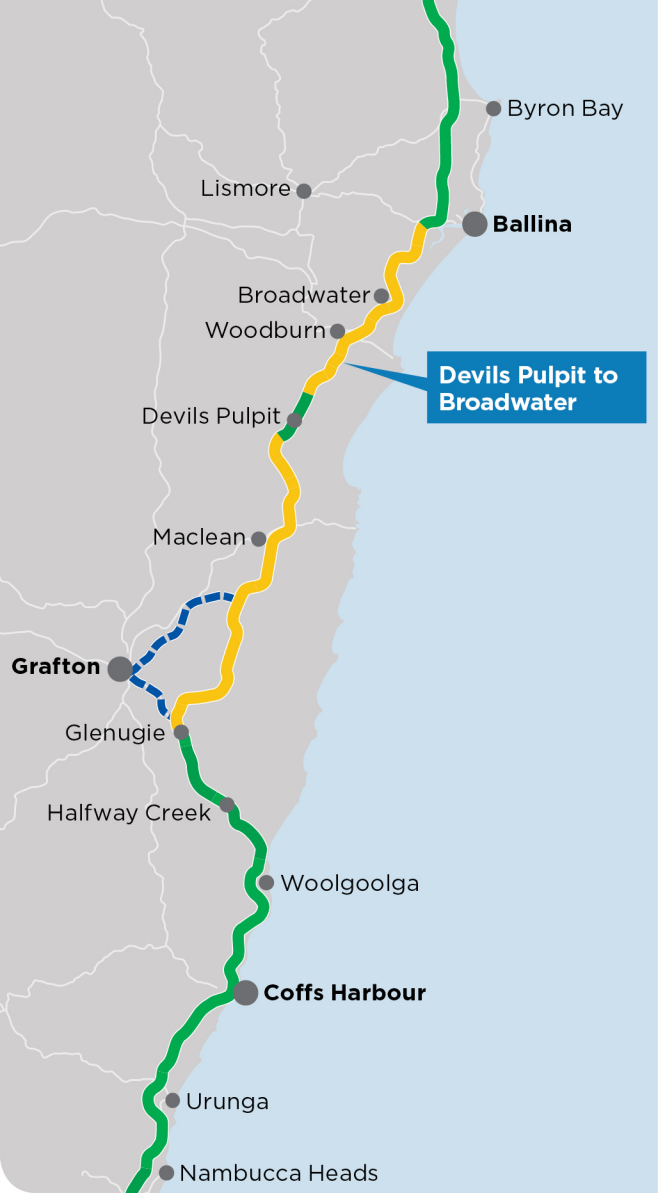 Byron Bay
Lismore
Ballina
Broadwater
Woodburn
Devils Pulpit to
Broadwater
Devils Pulpit
Maclean
Grafton
Glenugie
Halfway Creek
Woolgoolga
Coffs Harbour
Urunga
Nambucca Heads